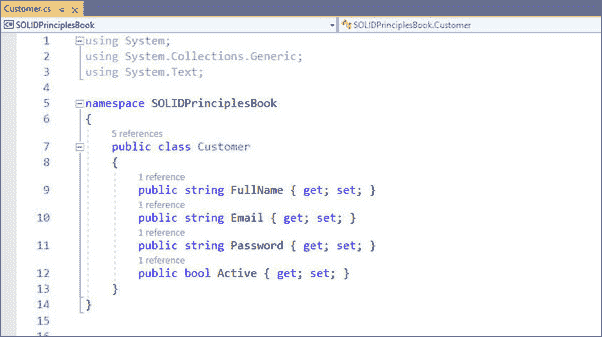 Customer.cs
SOLIDPrinciplesBook SOLIDPrinciplesBook.Customer
1 using System;
2 using System.Collections.Generic;
3 using System.Text;
4
5 namespace SOLIDPrinciplesBook
6 {
5 references
7 public class Customer
8 {
1 reference
9 public string FullName { get; set; }
1 reference
10 public string Email { get; set; }
1 reference
11 public string Password { get; set; }
1 reference
12 public bool Active { get; set; }
13 }
14 }
15